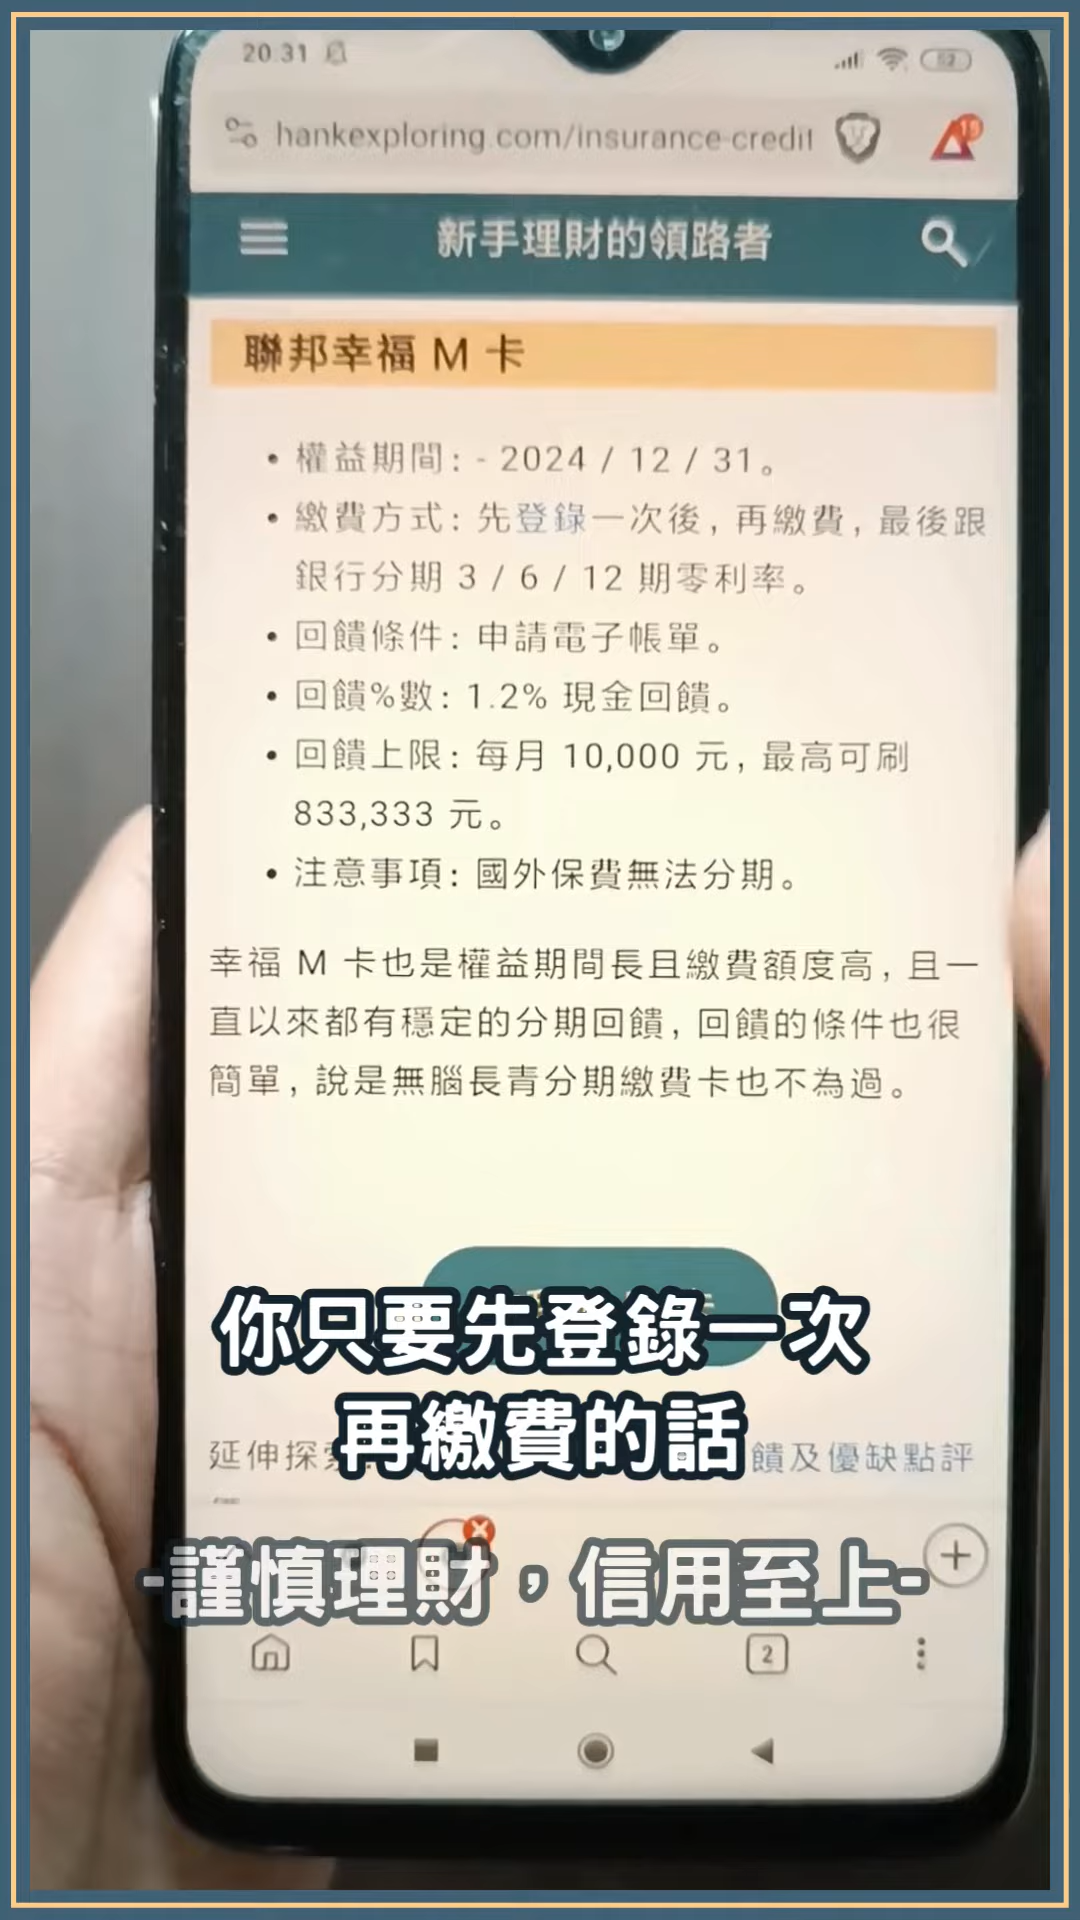 20.31
52
hankexploring.com/insurance-credit
15
新手理財的領路者
聯邦幸福 M 卡
• 權益期間：- 2024 / 12 / 31。
• 繳費方式：先登錄一次後，再繳費，最後跟
銀行分期 3 / 6 / 12 期零利率。
• 回饋條件：申請電子帳單。
• 回饋%數：1.2% 現金回饋。
• 回饋上限：每月 10,000 元，最高可刷
833,333 元。
• 注意事項：國外保費無法分期。
幸福 M 卡也是權益期間長且繳費額度高，且一
直以來都有穩定的分期回饋，回饋的條件也很
簡單，說是無腦長青分期繳費卡也不為過。
你只要先登錄一次
再繳費的話
延伸探索
饋及優缺點評
-謹慎理財，信用至上-
2